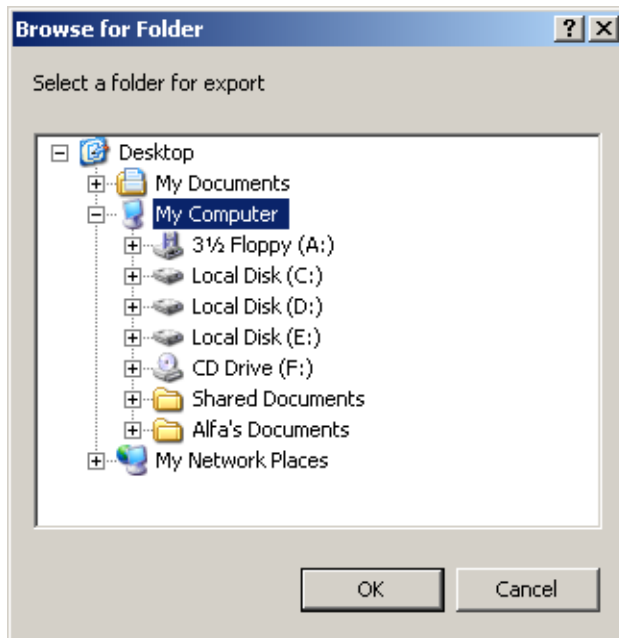 Browse for Folder
Select a folder for export
Desktop
My Documents
My Computer
3½ Floppy (A:)
Local Disk (C:)
Local Disk (D:)
Local Disk (E:)
CD Drive (F:)
Shared Documents
Alfa's Documents
My Network Places
OK Cancel